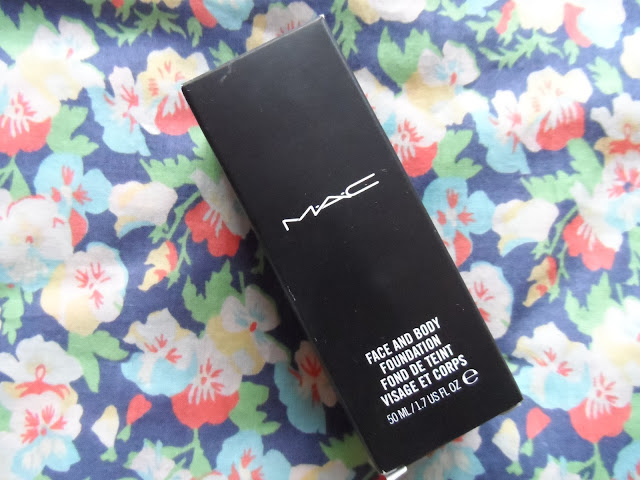 M·A·C
FACE AND BODY
FOUNDATION
FOND DE TEINT
VISAGE ET CORPS
50 ML/1.7 US FL OZ ℮